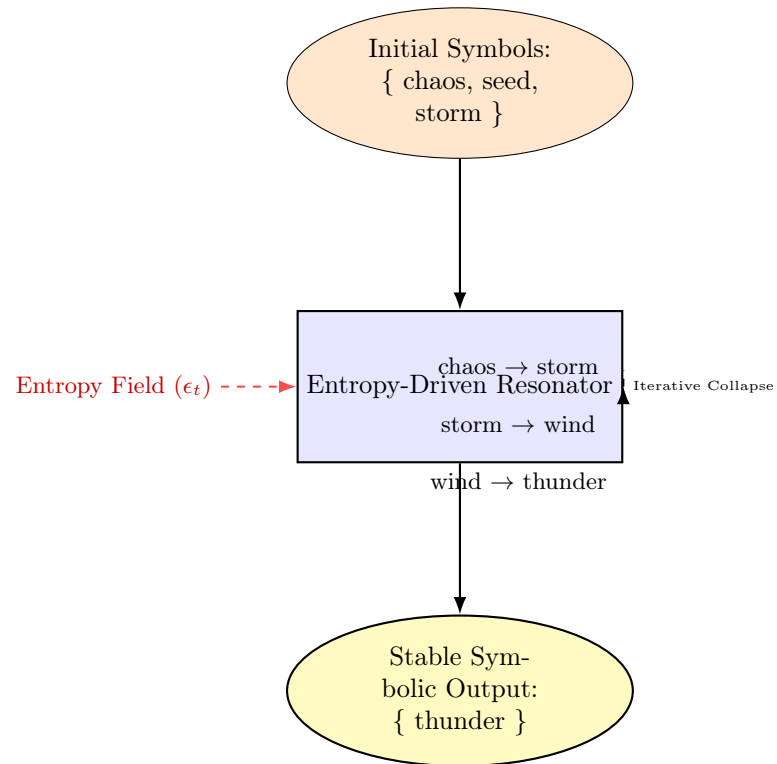 Initial Symbols:
{ chaos, seed,
storm }
chaos → storm
Entropy Field (ϵₜ)
Entropy-Driven Resonator
Iterative Collapse
storm → wind
wind → thunder
Stable Sym-
bolic Output:
{ thunder }